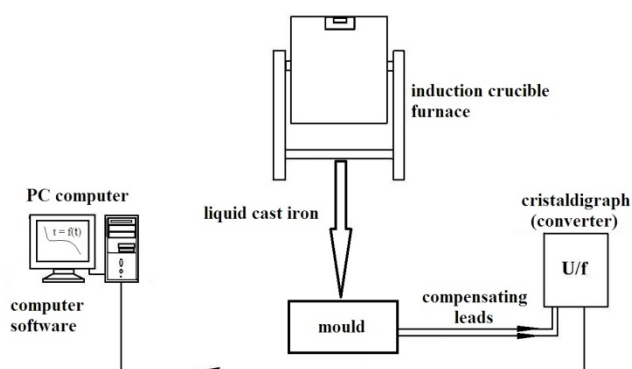 induction crucible
furnace
PC computer
t = f(t)
computer
software
liquid cast iron
mould
compensating
leads
cristaldigraph
(converter)
U/f